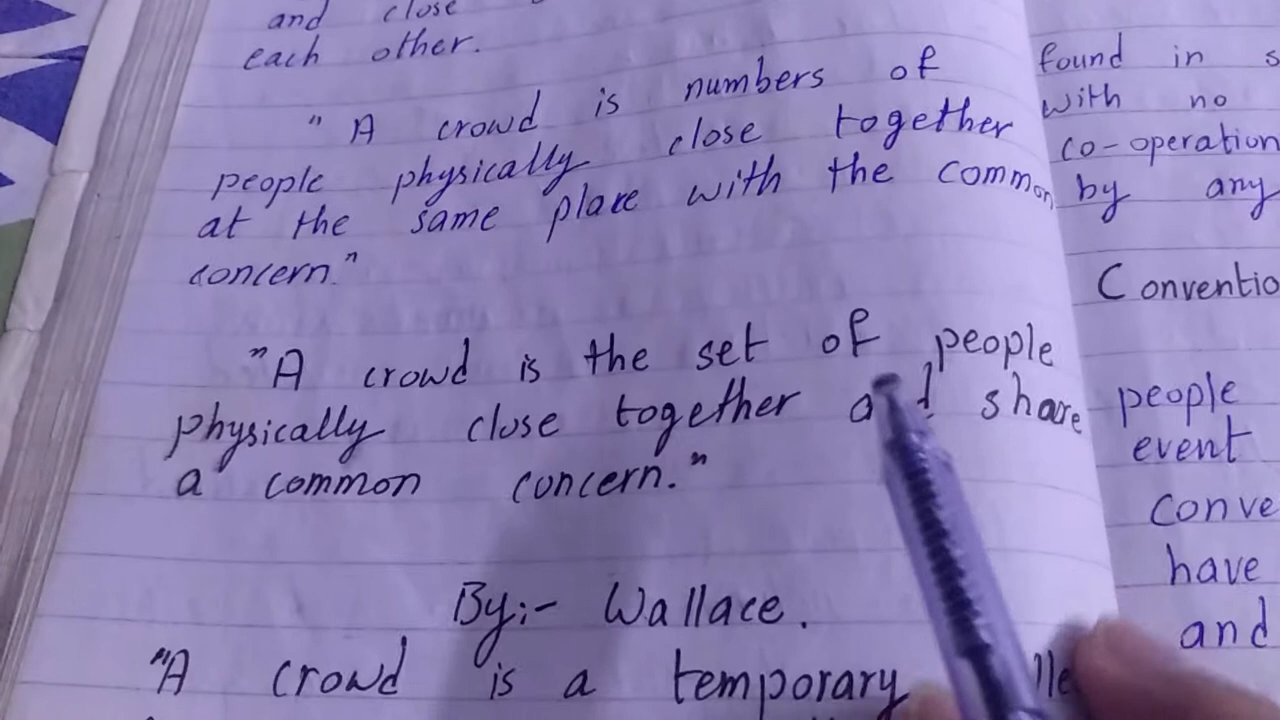 and close
each other.
"A crowd is numbers of
people physically close together
at the same place with the common
concern."
"A crowd is the set of people
physically close together and share
a common concern."
By:- Wallace.
"A crowd is a temporary
found in s
with no
co-operation
by any
Conventio
people
event
conve
have
and